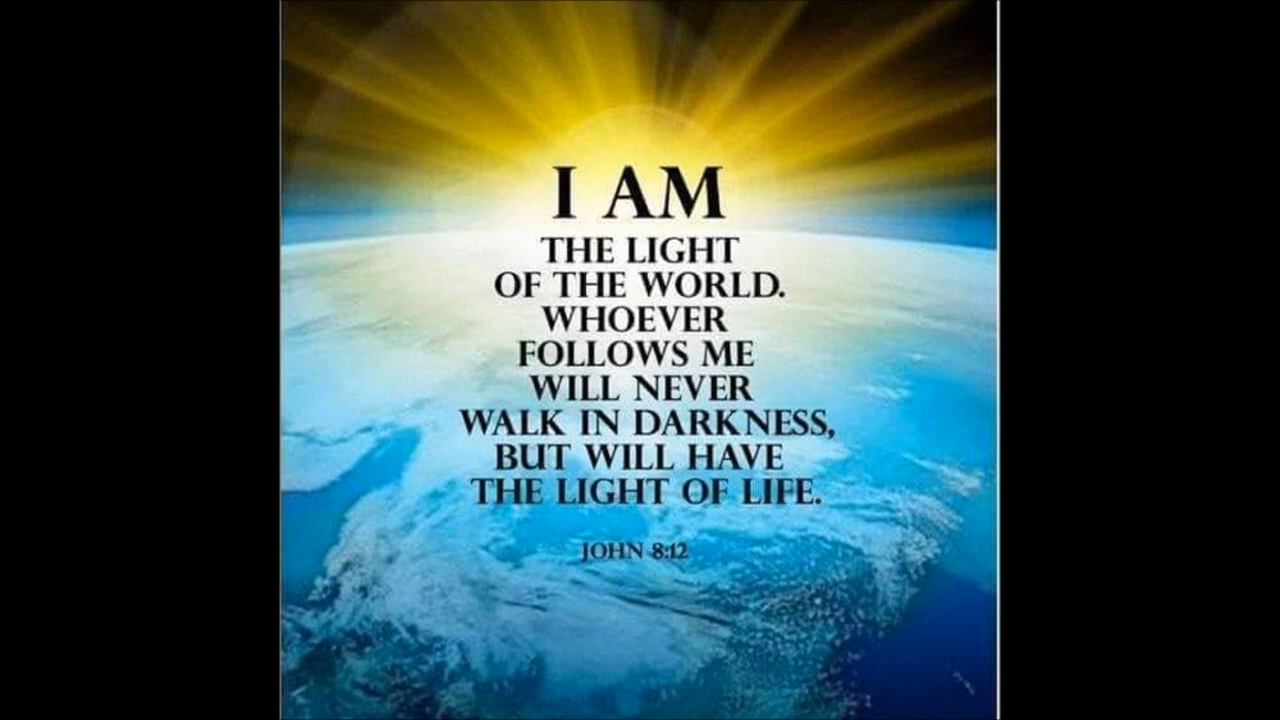 I AM
THE LIGHT
OF THE WORLD.
WHOEVER
FOLLOWS ME
WILL NEVER
WALK IN DARKNESS,
BUT WILL HAVE
THE LIGHT OF LIFE.
JOHN 8:12